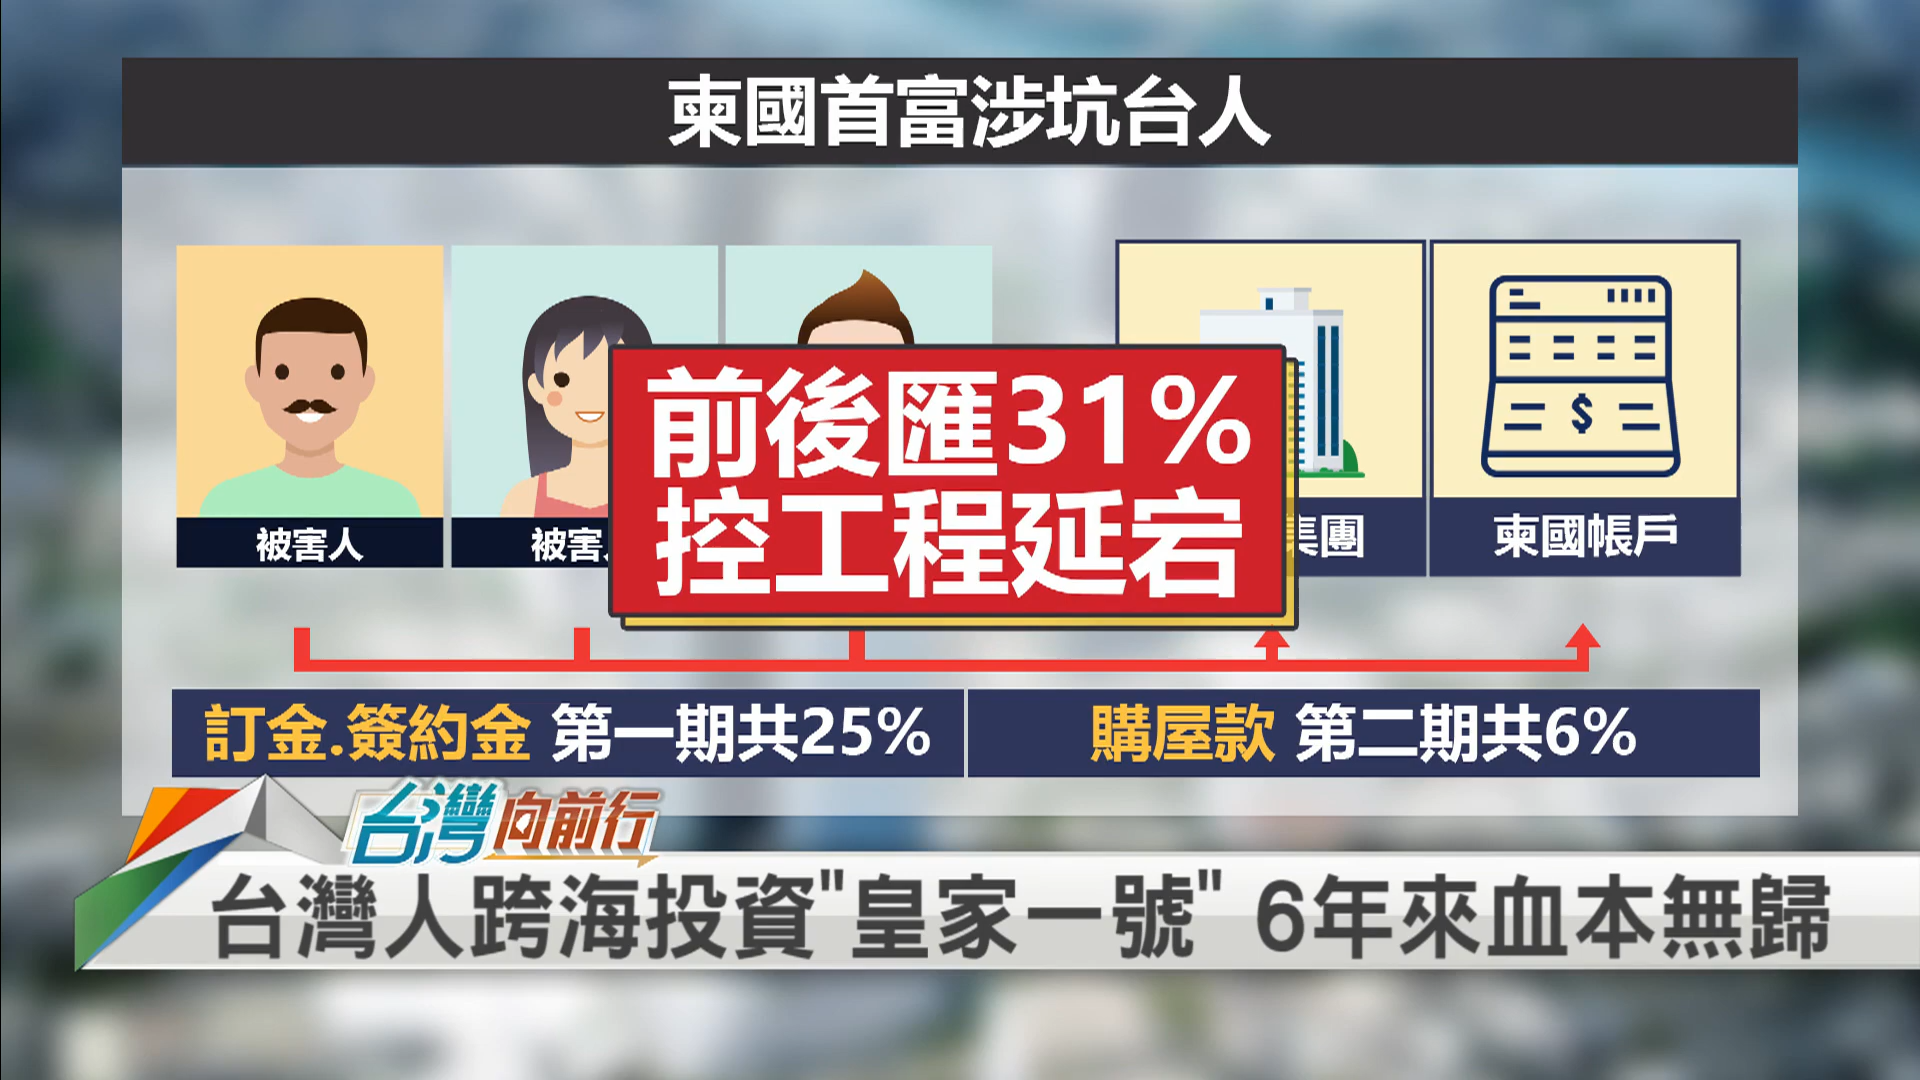 柬國首富涉坑台人
前後匯31%
控工程延宕
被害人
被害
集團
柬國帳戶
訂金.簽約金 第一期共25%
購屋款 第二期共6%
台灣向前行
台灣人跨海投資"皇家一號" 6年來血本無歸